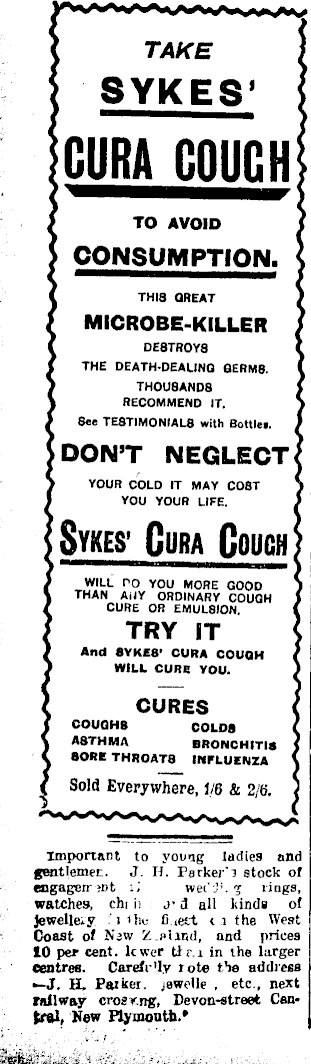 TAKE
SYKES'
CURA COUGH
TO AVOID
CONSUMPTION.
THIS GREAT
MICROBE-KILLER
DESTROYS
THE DEATH-DEALING GERMS.
THOUSANDS
RECOMMEND IT.
See TESTIMONIALS with Bottles.
DON'T NEGLECT
YOUR COLD IT MAY COST
YOU YOUR LIFE.
SYKES' CURA COUGH
WILL DO YOU MORE GOOD
THAN ANY ORDINARY COUGH
CURE OR EMULSION.
TRY IT
And SYKES' CURA COUGH
WILL CURE YOU.
CURES
COUGHS COLDS
ASTHMA BRONCHITIS
SORE THROATS INFLUENZA
Sold Everywhere, 1/6 & 2/6.
Important to young ladies and
gentlemen. J. H. Parker's stock of
engagement wedding rings,
watches, and all kinds of
jewellery is the finest on the West
Coast of New Zealand, and prices
10 per cent. lower than in the larger
centres. Carefully note the address
—J. H. Parker, jeweller, etc., next
railway crossing, Devon-street Cen-
tral, New Plymouth.*